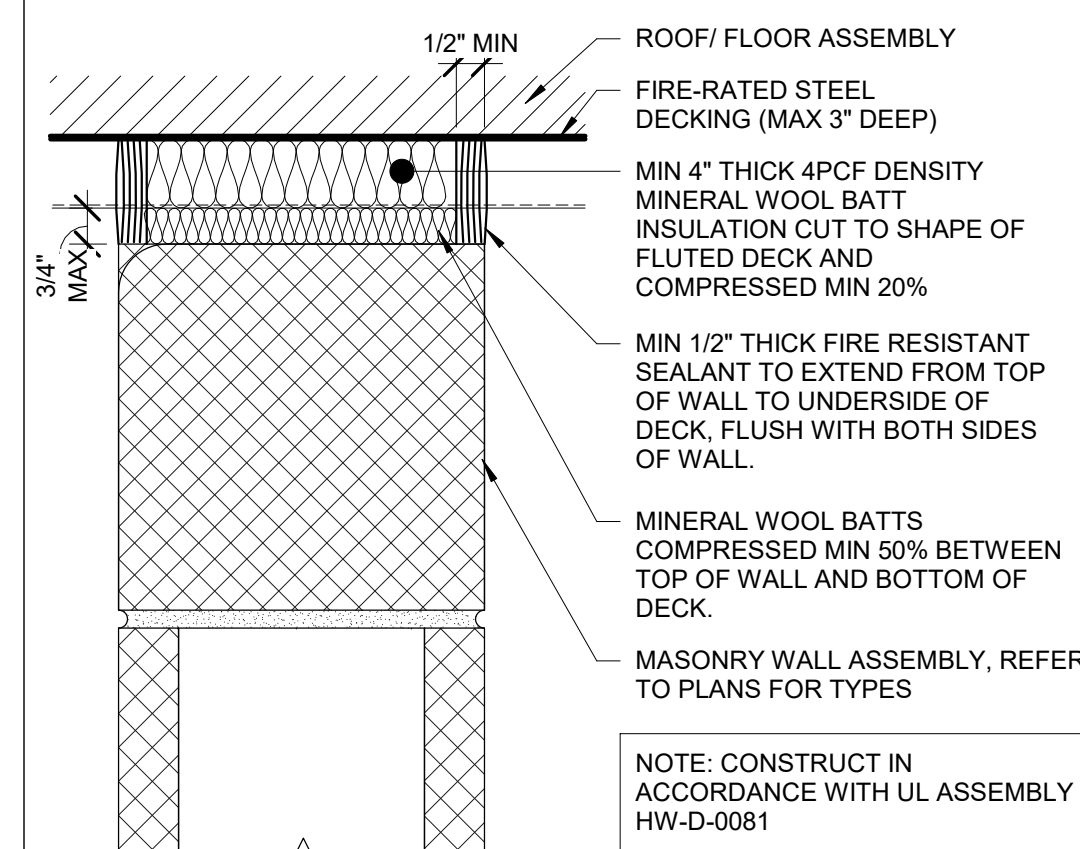 1/2" MIN
ROOF/ FLOOR ASSEMBLY
FIRE-RATED STEEL
DECKING (MAX 3" DEEP)
MIN 4" THICK 4PCF DENSITY
MINERAL WOOL BATT
INSULATION CUT TO SHAPE OF
FLUTED DECK AND
COMPRESSED MIN 20%
3/4"
MAX
MIN 1/2" THICK FIRE RESISTANT
SEALANT TO EXTEND FROM TOP
OF WALL TO UNDERSIDE OF
DECK, FLUSH WITH BOTH SIDES
OF WALL.
MINERAL WOOL BATTS
COMPRESSED MIN 50% BETWEEN
TOP OF WALL AND BOTTOM OF
DECK.
MASONRY WALL ASSEMBLY, REFER
TO PLANS FOR TYPES
NOTE: CONSTRUCT IN
ACCORDANCE WITH UL ASSEMBLY
HW-D-0081